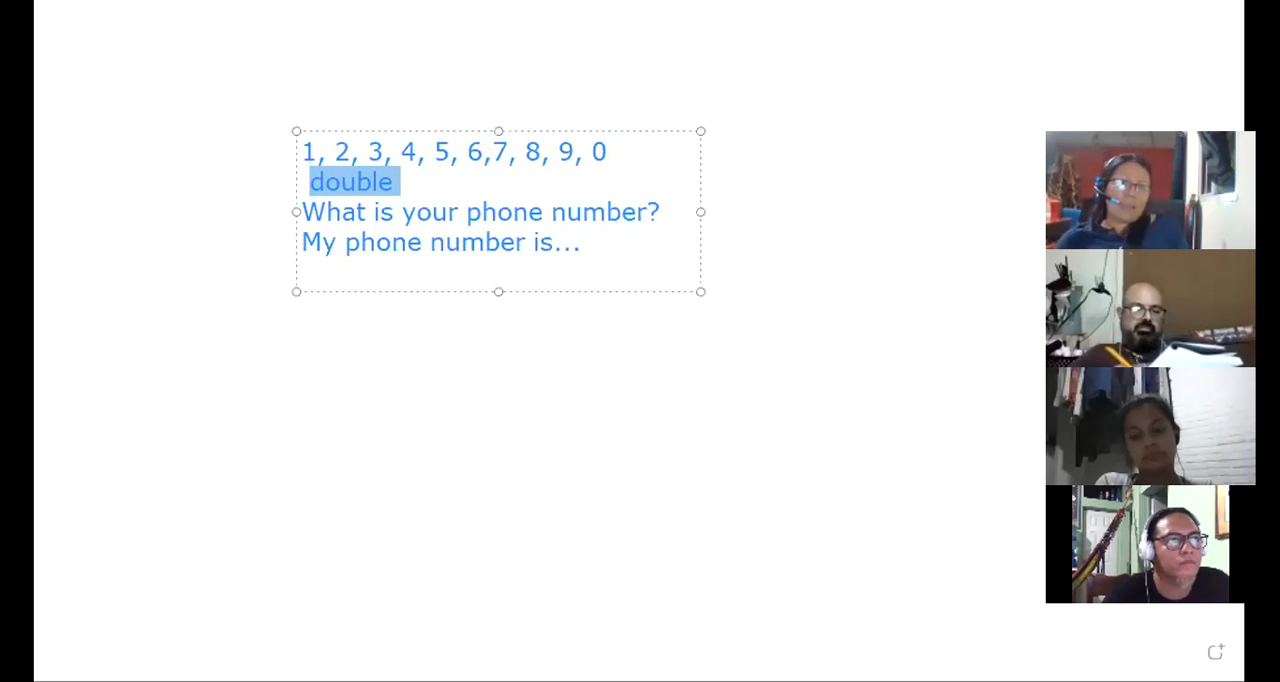 1, 2, 3, 4, 5, 6,7, 8, 9, 0
double
What is your phone number?
My phone number is...